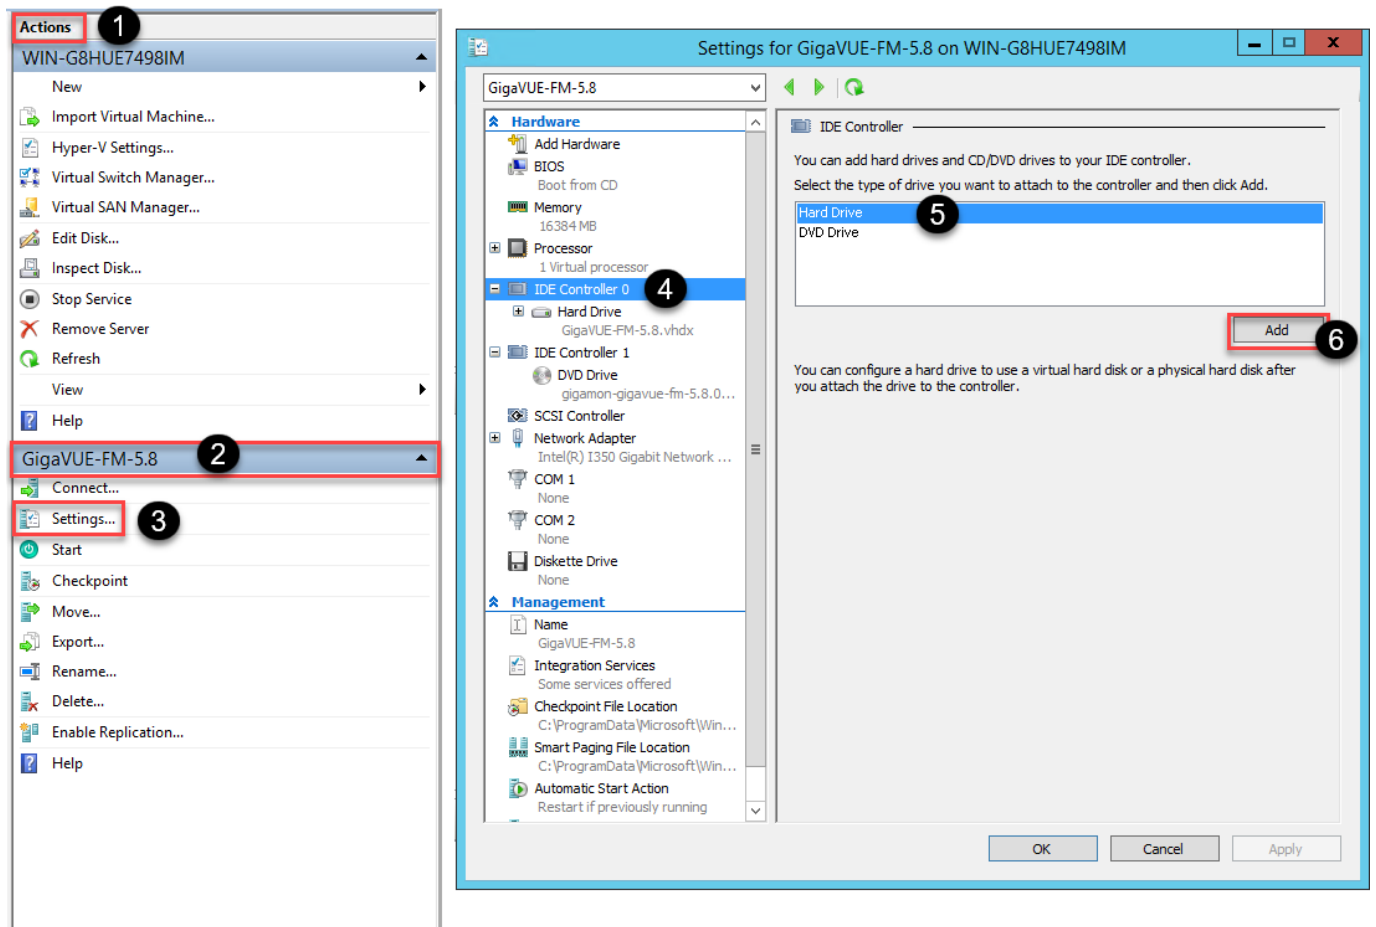 Actions
1
WIN-G8HUE7498IM
New
Import Virtual Machine...
Hyper-V Settings...
Virtual Switch Manager...
Virtual SAN Manager...
Edit Disk...
Inspect Disk...
Stop Service
Remove Server
Refresh
View
Help
GigaVUE-FM-5.8
2
Connect...
Settings...
3
Start
Checkpoint
Move...
Export...
Rename...
Delete...
Enable Replication...
Help
Settings for GigaVUE-FM-5.8 on WIN-G8HUE7498IM
GigaVUE-FM-5.8
Hardware
Add Hardware
BIOS
Boot from CD
Memory
16384 MB
Processor
1 Virtual processor
IDE Controller 0
4
Hard Drive
GigaVUE-FM-5.8.vhdx
IDE Controller 1
DVD Drive
gigamon-gigavue-fm-5.8.0...
SCSI Controller
Network Adapter
Intel(R) I350 Gigabit Network ...
COM 1
None
COM 2
None
Diskette Drive
None
Management
Name
GigaVUE-FM-5.8
Integration Services
Some services offered
Checkpoint File Location
C:\ProgramData\Microsoft\Win...
Smart Paging File Location
C:\ProgramData\Microsoft\Win...
Automatic Start Action
Restart if previously running
IDE Controller
You can add hard drives and CD/DVD drives to your IDE controller.
Select the type of drive you want to attach to the controller and then click Add.
Hard Drive
5
DVD Drive
Add
6
You can configure a hard drive to use a virtual hard disk or a physical hard disk after
you attach the drive to the controller.
OK
Cancel
Apply